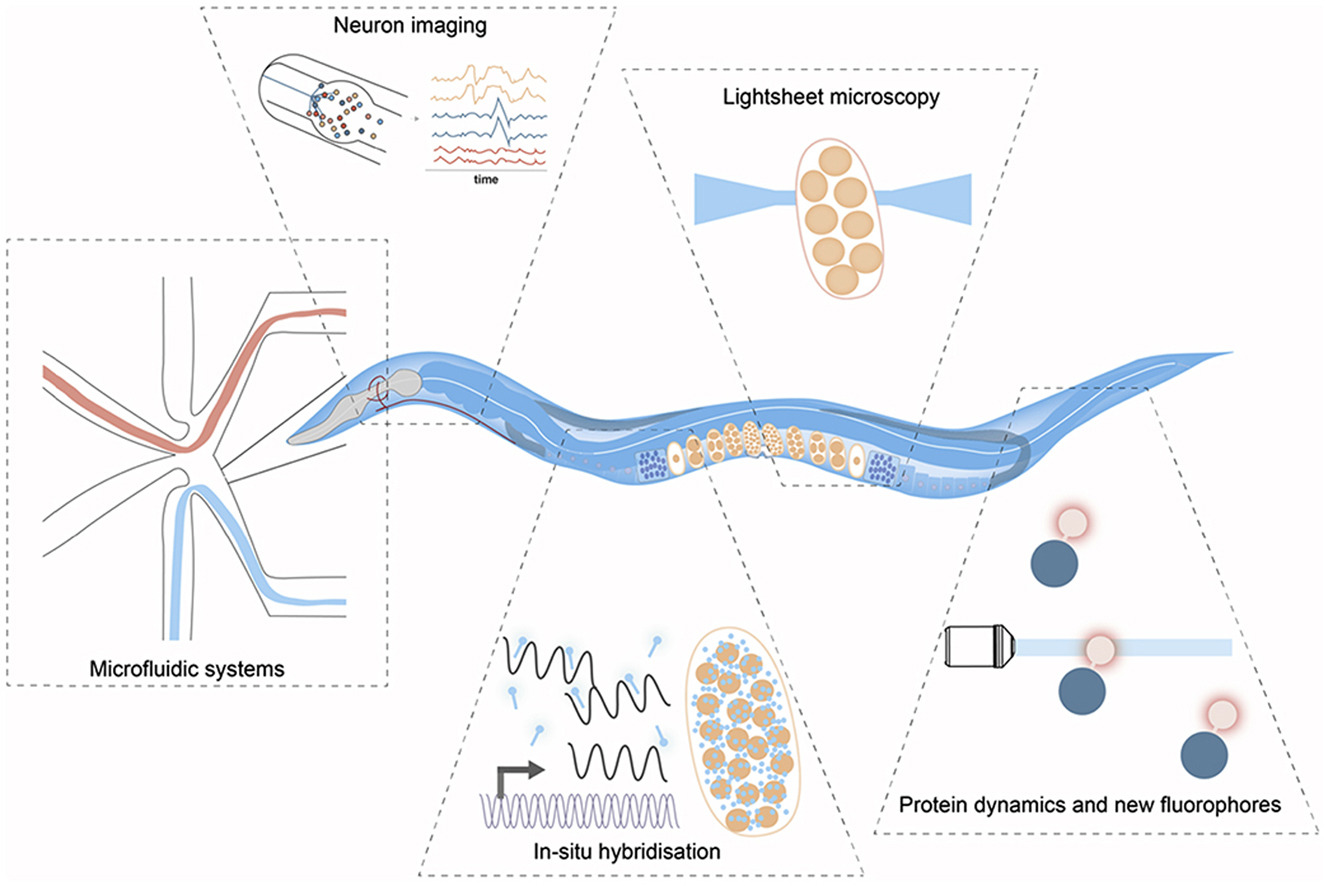 Neuron imaging
time
Lightsheet microscopy
Microfluidic systems
In-situ hybridisation
Protein dynamics and new fluorophores